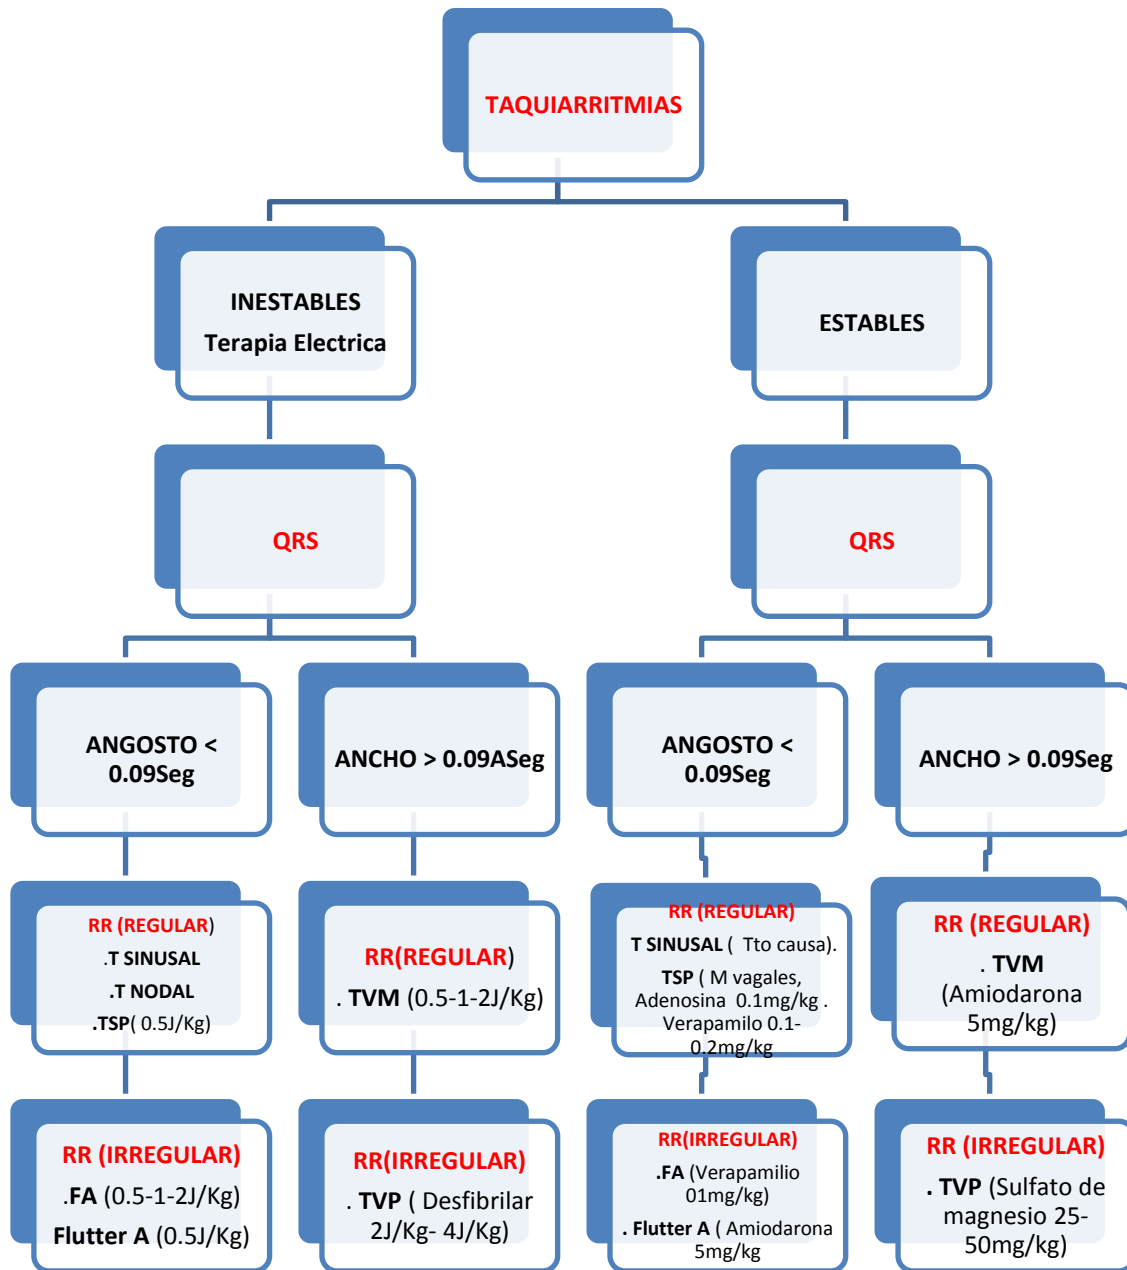 TAQUIARRITMIAS
INESTABLES
Terapia Electrica
ESTABLES
QRS
QRS
ANGOSTO <
0.09Seg
ANCHO > 0.09ASeg
ANGOSTO <
0.09Seg
ANCHO > 0.09Seg
RR (REGULAR)
.T SINUSAL
.T NODAL
.TSP( 0.5J/Kg)
RR(REGULAR)
. TVM (0.5-1-2J/Kg)
RR (REGULAR)
T SINUSAL ( Tto causa).
TSP ( M vagales,
Adenosina 0.1mg/kg .
Verapamilo 0.1-
0.2mg/kg
RR (REGULAR)
. TVM
(Amiodarona
5mg/kg)
RR (IRREGULAR)
.FA (0.5-1-2J/Kg)
Flutter A (0.5J/Kg)
RR(IRREGULAR)
. TVP ( Desfibrilar
2J/Kg- 4J/Kg)
RR(IRREGULAR)
.FA (Verapamilio
01mg/kg)
. Flutter A ( Amiodarona
5mg/kg
RR (IRREGULAR)
. TVP (Sulfato de
magnesio 25-
50mg/kg)